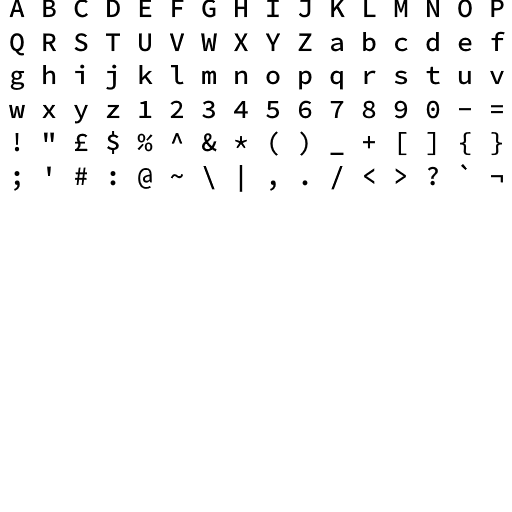 A B C D E F G H I J K L M N O P
Q R S T U V W X Y Z a b c d e f
g h i j k l m n o p q r s t u v
w x y z 1 2 3 4 5 6 7 8 9 0 - =
! " £ $ % ^ & * ( ) _ + [ ] { }
; ' # : @ ~ \ | , . / < > ? ` ¬